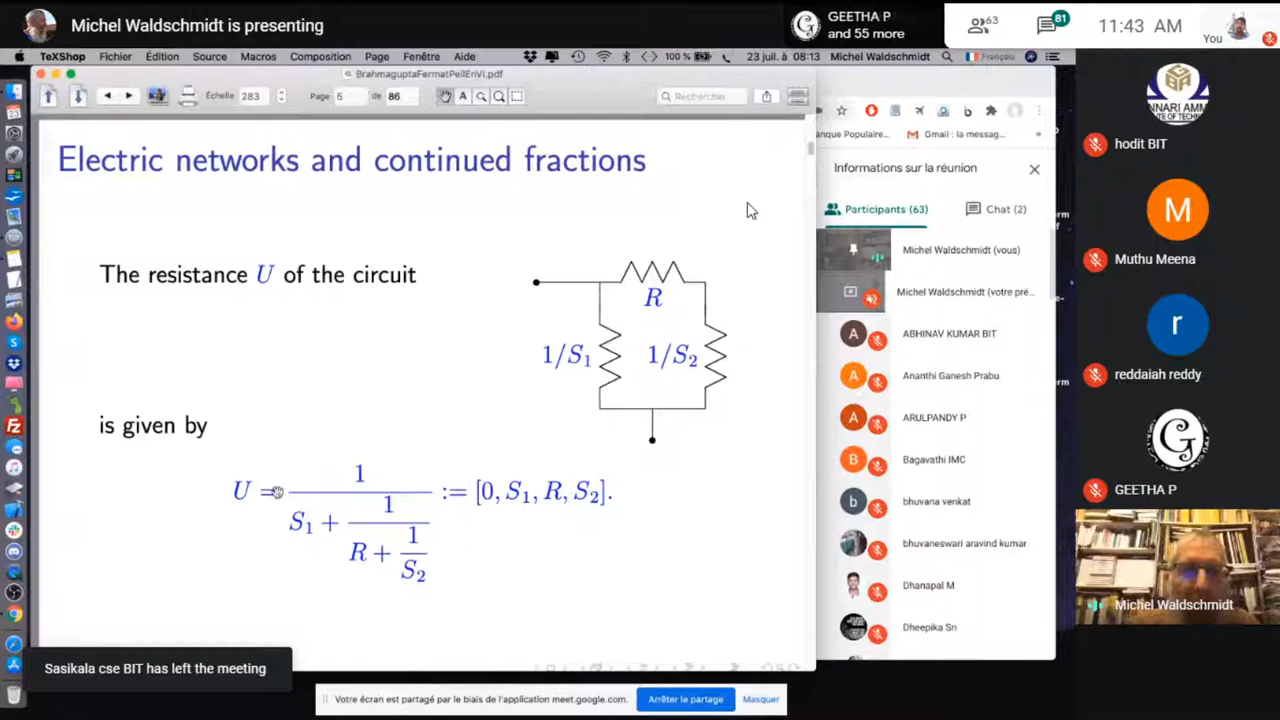 Michel Waldschmidt is presenting
GEETHA P
and 55 more
63
81
11:43 AM
You
TeXShop Fichier Édition Source Macros Composition Page Fenêtre Aide
100 %
23 juil. à 08:13 Michel Waldschmidt
Français
BrahmaguptaFermatPellEnVI.pdf
Échelle 283
Page 5 de 86
Rechercher
anque Populaire...
Gmail : la messag...
Electric networks and continued fractions
The resistance U of the circuit
R
1/S₁
1/S₂
is given by
U = 1/(S₁ + 1/(R + 1/S₂)) := [0, S₁, R, S₂].
Informations sur la réunion
Participants (63)
Chat (2)
Michel Waldschmidt (vous)
Michel Waldschmidt (votre pré...
A
ABHINAV KUMAR BIT
A
Ananthi Ganesh Prabu
A
ARULPANDY P
B
Bagavathi IMC
b
bhuvana venkat
bhuvaneswari aravind kumar
Dhanapal M
Dheepika Sri
NNARI AMM
hodit BIT
M
Muthu Meena
r
reddaiah reddy
G
GEETHA P
Michel Waldschmidt
Sasikala cse BIT has left the meeting
Votre écran est partagé par le biais de l'application meet.google.com.
Arrêter le partage
Masquer